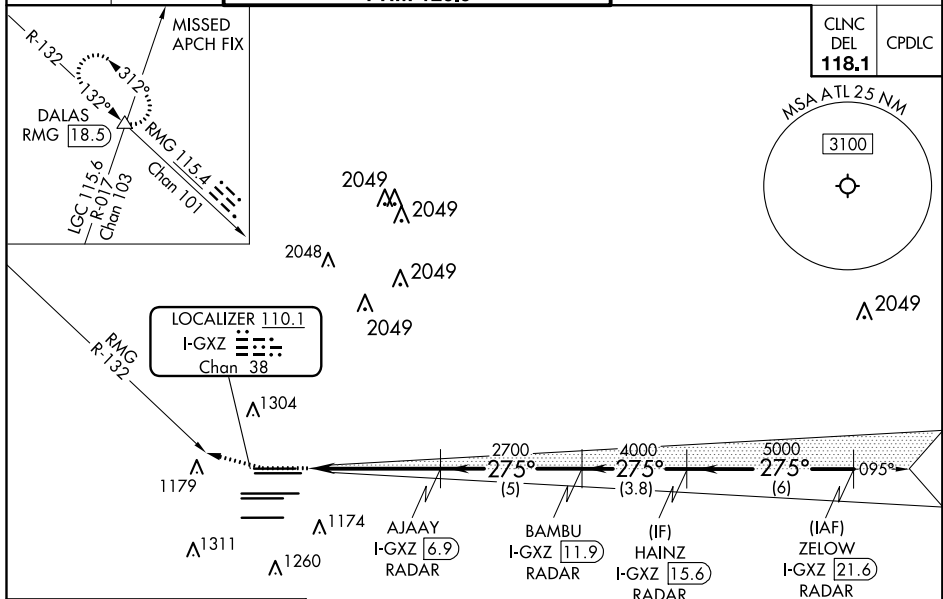 MISSED
APCH FIX
R-132
312°
132°
DALAS
RMG 18.5
RMG 115.4
Chan 101
LGC 115.6
R-017
Chan 103
CLNC
DEL
118.1
CPDLC
MSA ATL 25 NM
3100
2049
2049
2048
2049
2049
2049
LOCALIZER 110.1
I-GXZ
Chan 38
RMG
R-132
1304
1179
1311
1260
1174
2700
4000
5000
275°
275°
275°
095°
(5)
(3.8)
(6)
AJAAY
I-GXZ 6.9
RADAR
BAMBU
I-GXZ 11.9
RADAR
(IF)
HAINZ
I-GXZ 15.6
RADAR
(IAF)
ZELOW
I-GXZ 21.6
RADAR